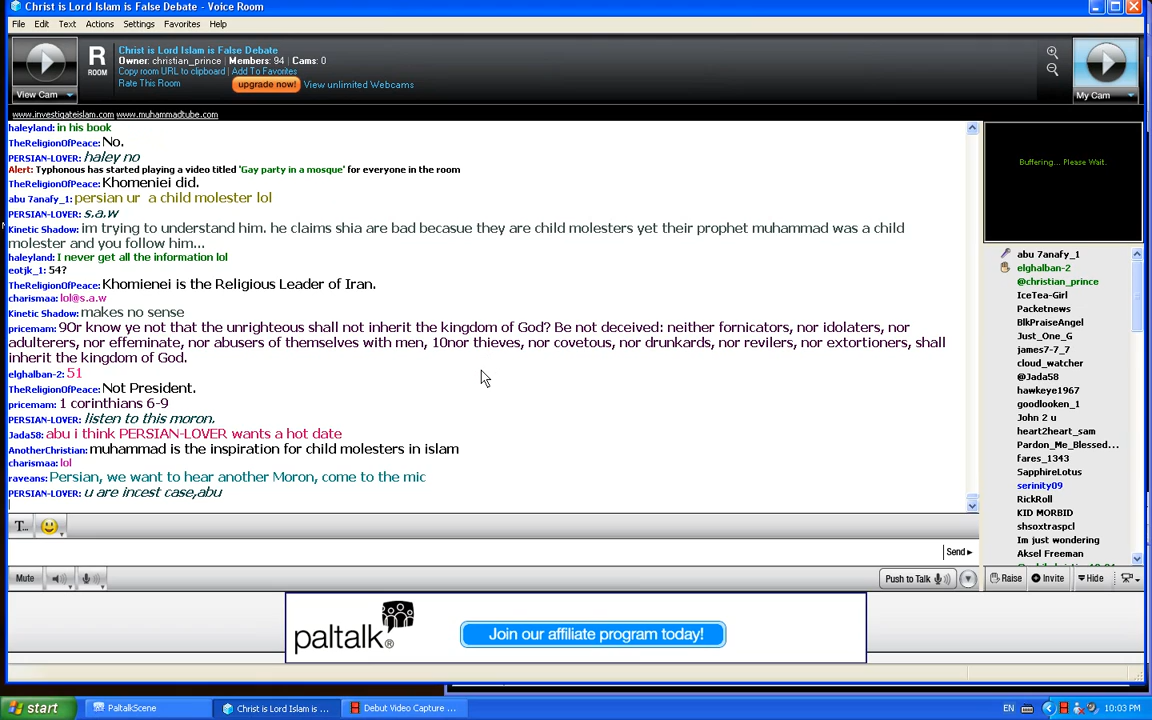 Christ is Lord Islam is False Debate - Voice Room
File Edit Text Actions Settings Favorites Help
R
ROOM
Christ is Lord Islam is False Debate
Owner: christian_prince | Members: 94 | Cams: 0
Copy room URL to clipboard | Add To Favorites
Rate This Room upgrade now! View unlimited Webcams
View Cam
My Cam
www.investigateislam.com www.muhammadtube.com
haleyland: in his book
TheReligionOfPeace: No.
PERSIAN-LOVER: haley no
Alert: Typhonous has started playing a video titled 'Gay party in a mosque' for everyone in the room
TheReligionOfPeace: Khomeniei did.
abu 7anafy_1: persian ur a child molester lol
PERSIAN-LOVER: s.a.w
Kinetic Shadow: im trying to understand him. he claims shia are bad becasue they are child molesters yet their prophet muhammad was a child
molester and you follow him...
haleyland: I never get all the information lol
eotjk_1: 54?
TheReligionOfPeace: Khomienei is the Religious Leader of Iran.
charismaa: lol@s.a.w
Kinetic Shadow: makes no sense
pricemam: 9Or know ye not that the unrighteous shall not inherit the kingdom of God? Be not deceived: neither fornicators, nor idolaters, nor
adulterers, nor effeminate, nor abusers of themselves with men, 10nor thieves, nor covetous, nor drunkards, nor revilers, nor extortioners, shall
inherit the kingdom of God.
elghalban-2: 51
TheReligionOfPeace: Not President.
pricemam: 1 corinthians 6-9
PERSIAN-LOVER: listen to this moron,
Jada58: abu i think PERSIAN-LOVER wants a hot date
AnotherChristian: muhammad is the inspiration for child molesters in islam
charismaa: lol
raveans: Persian, we want to hear another Moron, come to the mic
PERSIAN-LOVER: u are incest case,abu
Buffering... Please Wait.
abu 7anafy_1
elghalban-2
@christian_prince
IceTea-Girl
Packetnews
BlkPraiseAngel
Just_One_G
james7-7_7
cloud_watcher
@Jada58
hawkeye1967
goodlooken_1
John 2 u
heart2heart_sam
Pardon_Me_Blessed...
fares_1343
SapphireLotus
serinity09
RickRoll
KID MORBID
shsoxtraspcl
Im just wondering
Aksel Freeman
T...
Send
Mute
Push to Talk
Raise Invite Hide
paltalk®
Join our affiliate program today!
start PaltalkScene Christ is Lord Islam is ... Debut Video Capture ... EN 10:03 PM